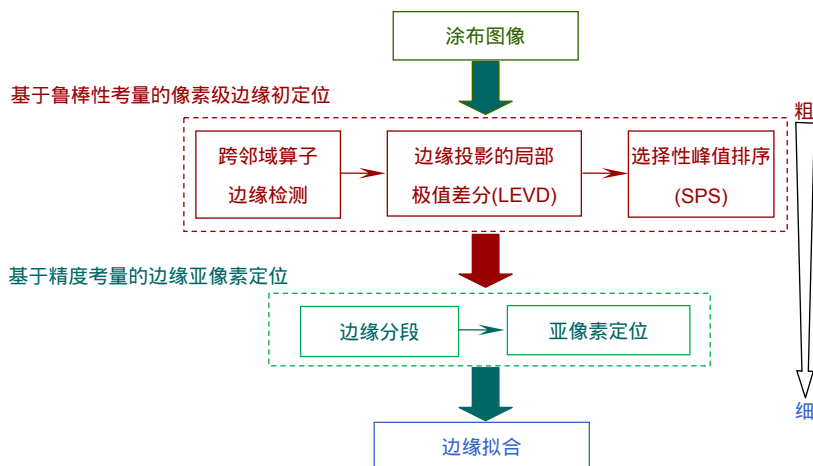 涂布图像
基于鲁棒性考量的像素级边缘初定位
粗
跨邻域算子
边缘检测
边缘投影的局部
极值差分(LEVD)
选择性峰值排序
(SPS)
基于精度考量的边缘亚像素定位
边缘分段
亚像素定位
细
边缘拟合